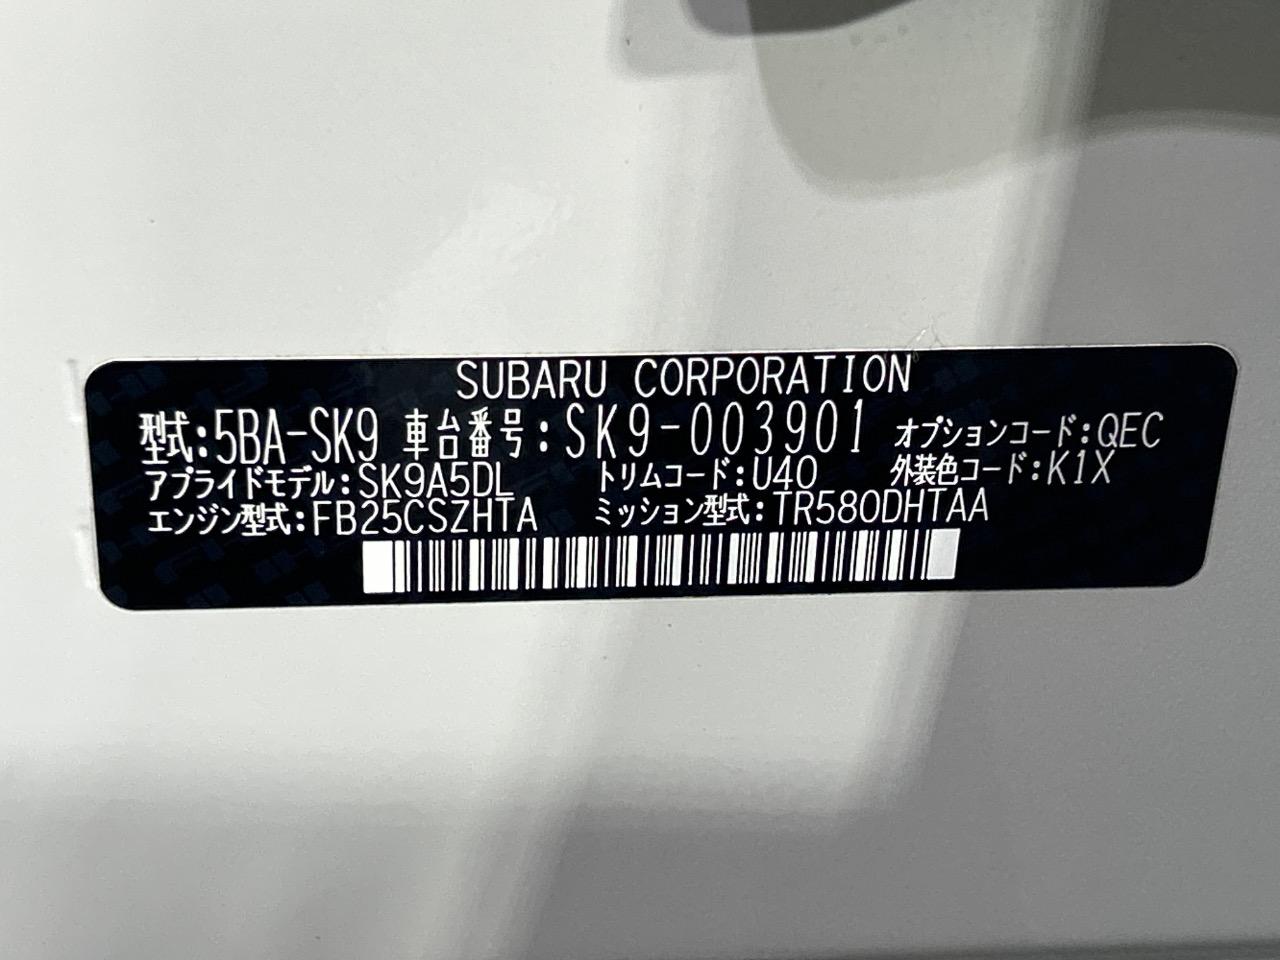 SUBARU CORPORATION
型式:5BA-SK9 車台番号:SK9-003901 オプションコード:QEC
アプライドモデル:SK9A5DL トリムコード:U40 外装色コード:K1X
エンジン型式:FB25CSZHTA ミッション型式:TR580DHTAA